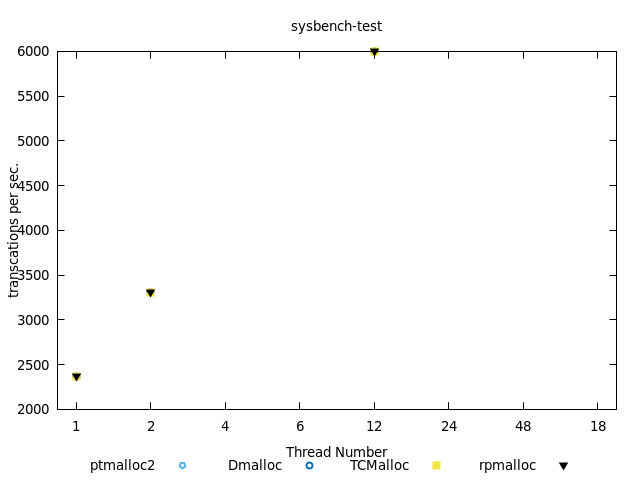 sysbench-test
6000
5500
5000
4500
4000
3500
3000
2500
2000
transcations per sec.
1 2 4 6 12 24 48 18
Thread Number
ptmalloc2 Dmalloc TCMalloc rpmalloc